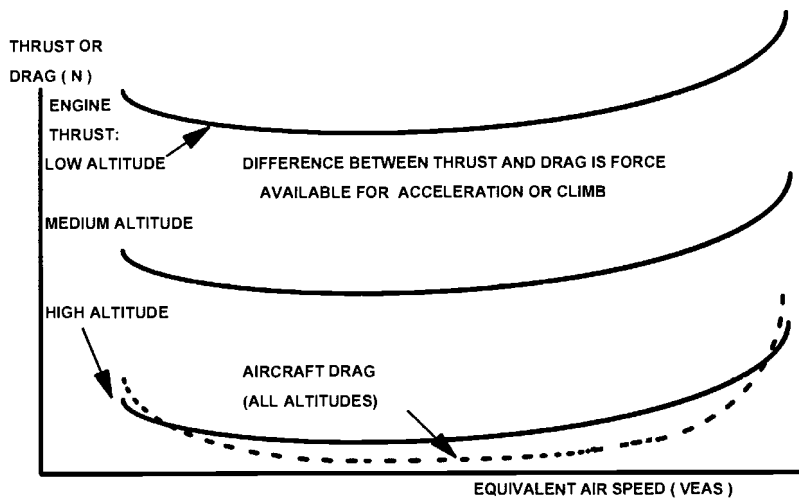 THRUST OR
DRAG ( N )
ENGINE
THRUST:
LOW ALTITUDE
DIFFERENCE BETWEEN THRUST AND DRAG IS FORCE
AVAILABLE FOR ACCELERATION OR CLIMB
MEDIUM ALTITUDE
HIGH ALTITUDE
AIRCRAFT DRAG
(ALL ALTITUDES)
EQUIVALENT AIR SPEED ( VEAS )